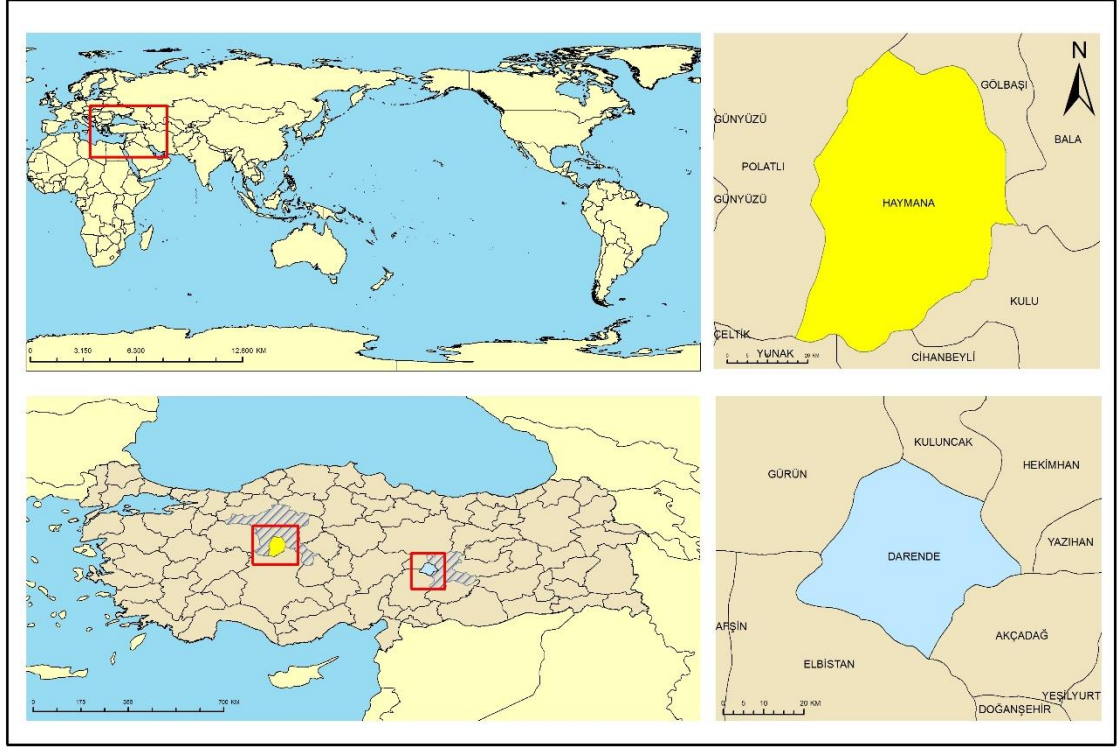 0 3.150 6.300 12.600 KM
N
GÖLBAŞI
GÜNYÜZÜ
BALA
POLATLI
GÜNYÜZÜ
HAYMANA
KULU
ÇELTİK
YUNAK
CİHANBEYLİ
0 5 10 20 KM
0 175 350 700 KM
KULUNCAK
GÜRÜN
HEKİMHAN
YAZIHAN
DARENDE
AFŞİN
AKÇADAĞ
ELBİSTAN
YEŞİLYURT
DOĞANŞEHİR
0 5 10 20 KM